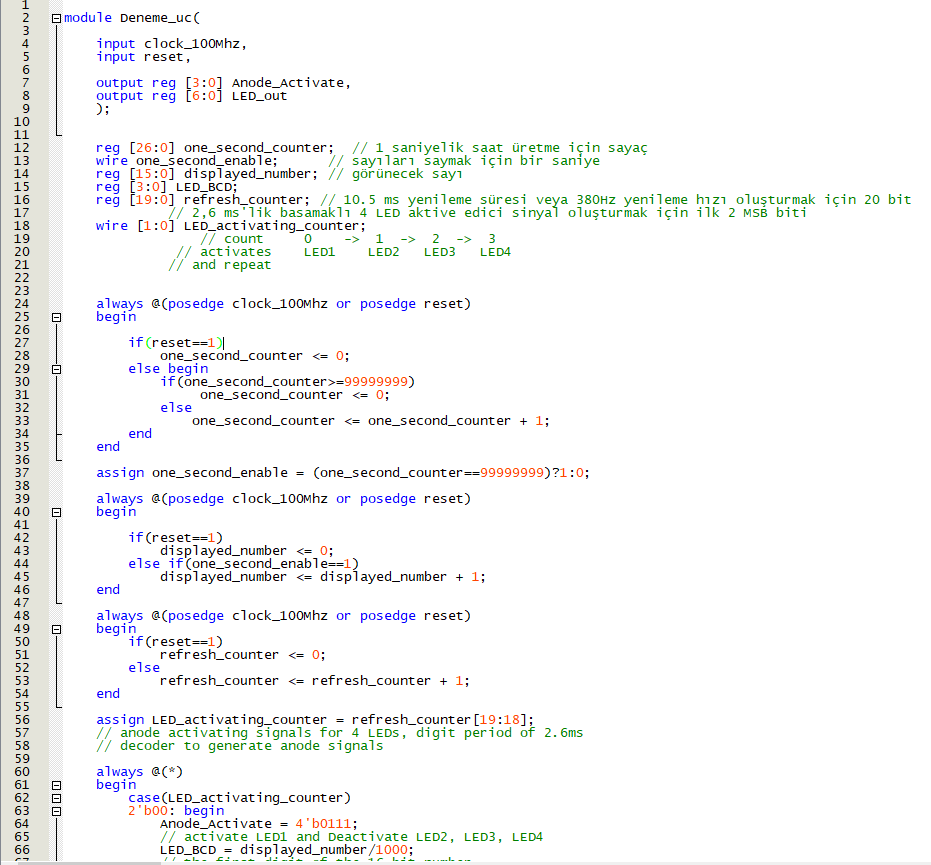 1
2 module Deneme_uc(
3
4 input clock_100Mhz,
5 input reset,
6
7 output reg [3:0] Anode_Activate,
8 output reg [6:0] LED_out
9 );
10
11
12 reg [26:0] one_second_counter; // 1 saniyelik saat üretme için sayaç
13 wire one_second_enable; // sayıları saymak için bir saniye
14 reg [15:0] displayed_number; // görünecek sayı
15 reg [3:0] LED_BCD;
16 reg [19:0] refresh_counter; // 10.5 ms yenileme süresi veya 380Hz yenileme hızı oluşturmak için 20 bit
17 // 2,6 ms'lik basamaklı 4 LED aktive edici sinyal oluşturmak için ilk 2 MSB biti
18 wire [1:0] LED_activating_counter;
19 // count 0 -> 1 -> 2 -> 3
20 // activates LED1 LED2 LED3 LED4
21 // and repeat
22
23
24 always @(posedge clock_100Mhz or posedge reset)
25 begin
26
27 if(reset==1)
28 one_second_counter <= 0;
29 else begin
30 if(one_second_counter>=99999999)
31 one_second_counter <= 0;
32 else
33 one_second_counter <= one_second_counter + 1;
34 end
35 end
36
37 assign one_second_enable = (one_second_counter==99999999)?1:0;
38
39 always @(posedge clock_100Mhz or posedge reset)
40 begin
41
42 if(reset==1)
43 displayed_number <= 0;
44 else if(one_second_enable==1)
45 displayed_number <= displayed_number + 1;
46 end
47
48 always @(posedge clock_100Mhz or posedge reset)
49 begin
50 if(reset==1)
51 refresh_counter <= 0;
52 else
53 refresh_counter <= refresh_counter + 1;
54 end
55
56 assign LED_activating_counter = refresh_counter[19:18];
57 // anode activating signals for 4 LEDs, digit period of 2.6ms
58 // decoder to generate anode signals
59
60 always @(*)
61 begin
62 case(LED_activating_counter)
63 2'b00: begin
64 Anode_Activate = 4'b0111;
65 // activate LED1 and Deactivate LED2, LED3, LED4
66 LED_BCD = displayed_number/1000;
67 // the first digit of the 16-bit number